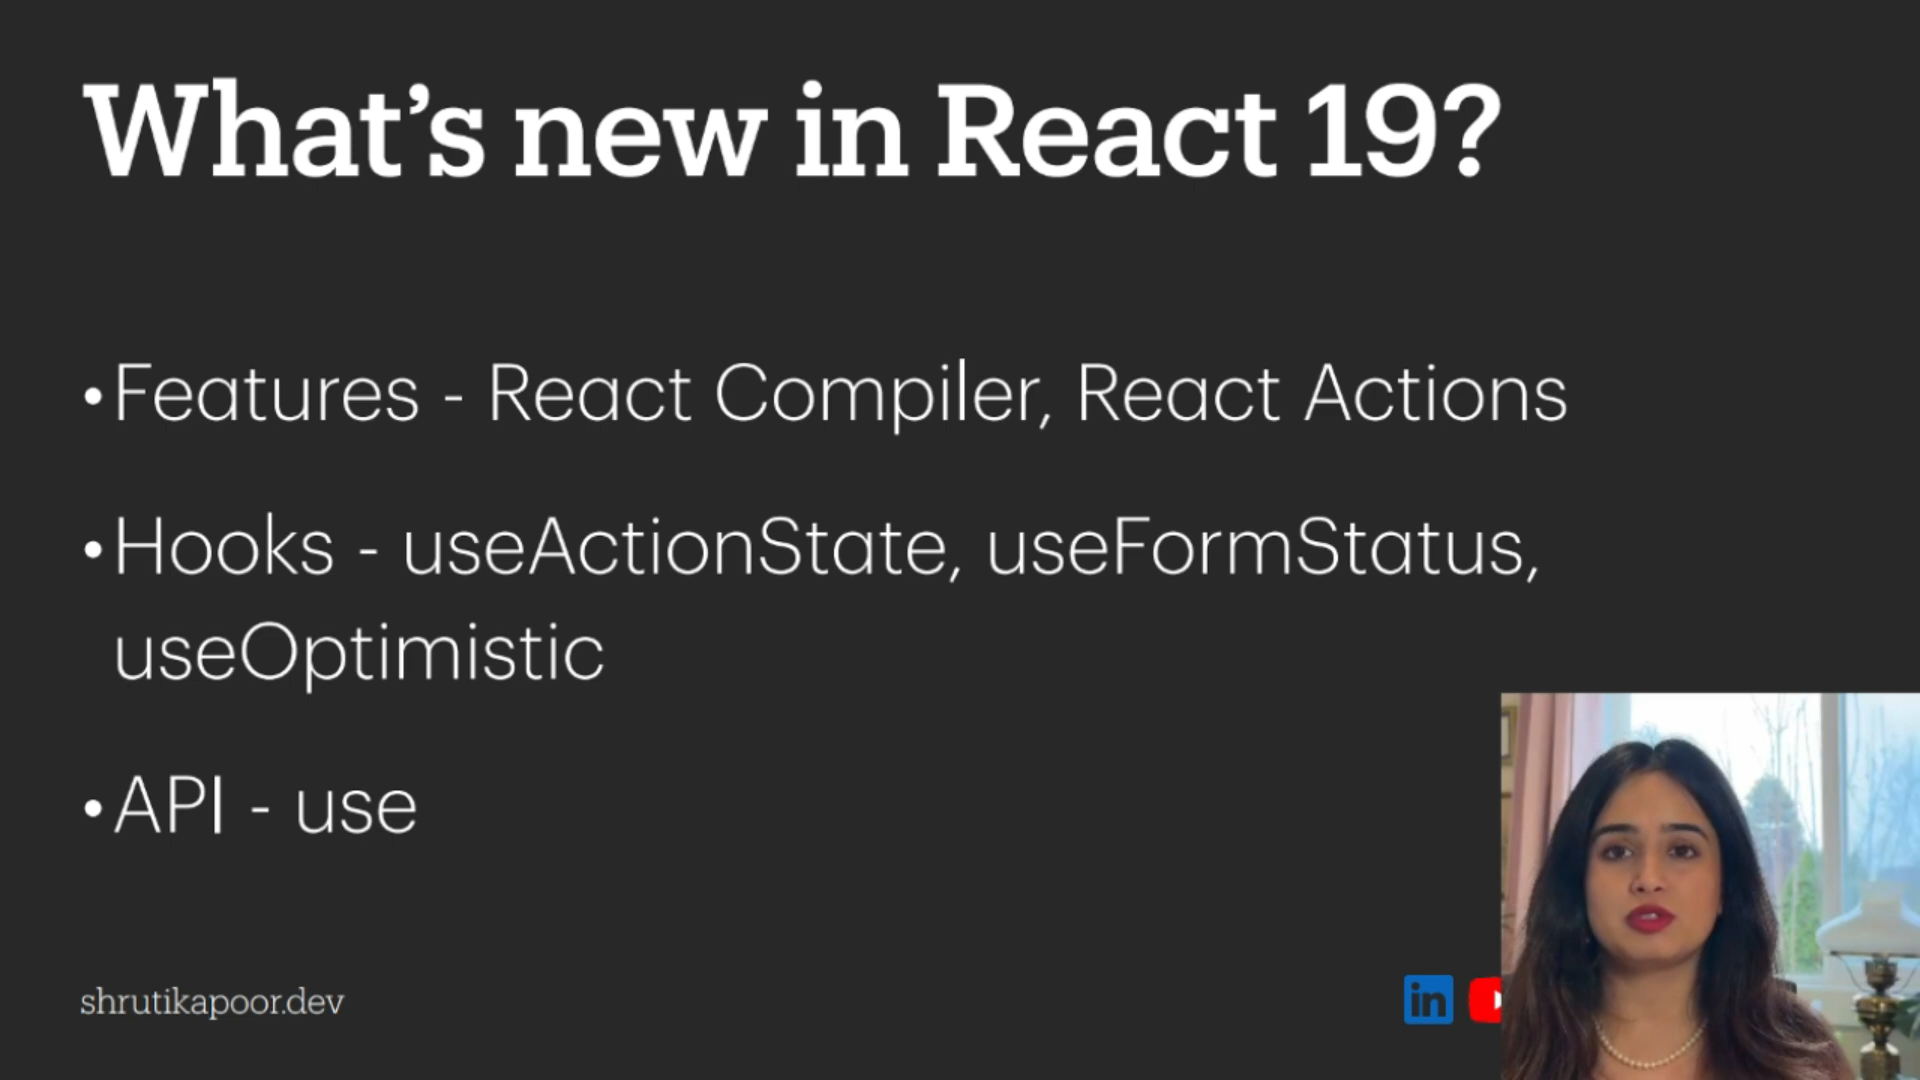 What’s new in React 19?
•Features - React Compiler, React Actions
•Hooks - useActionState, useFormStatus,
useOptimistic
•API - use
shrutikapoor.dev
in